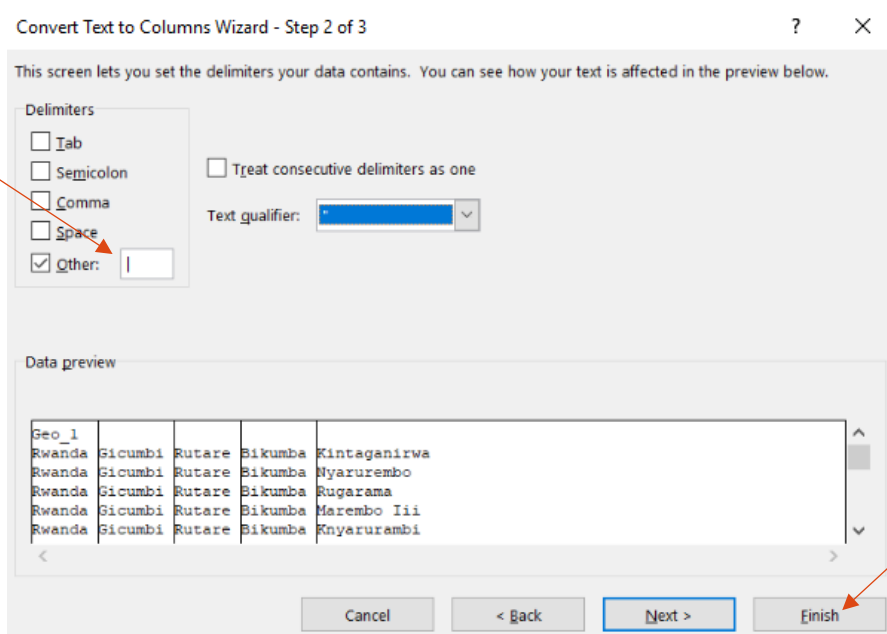 Convert Text to Columns Wizard - Step 2 of 3 ? ×
This screen lets you set the delimiters your data contains. You can see how your text is affected in the preview below.
Delimiters
Tab
Semicolon
Comma
Space
Other: |
Treat consecutive delimiters as one
Text qualifier: "
Data preview
Geo_1
Rwanda Gicumbi Rutare Bikumba Kintaganirwa
Rwanda Gicumbi Rutare Bikumba Nyarurembo
Rwanda Gicumbi Rutare Bikumba Rugarama
Rwanda Gicumbi Rutare Bikumba Marembo Iii
Rwanda Gicumbi Rutare Bikumba Knyarurambi
Cancel < Back Next > Finish